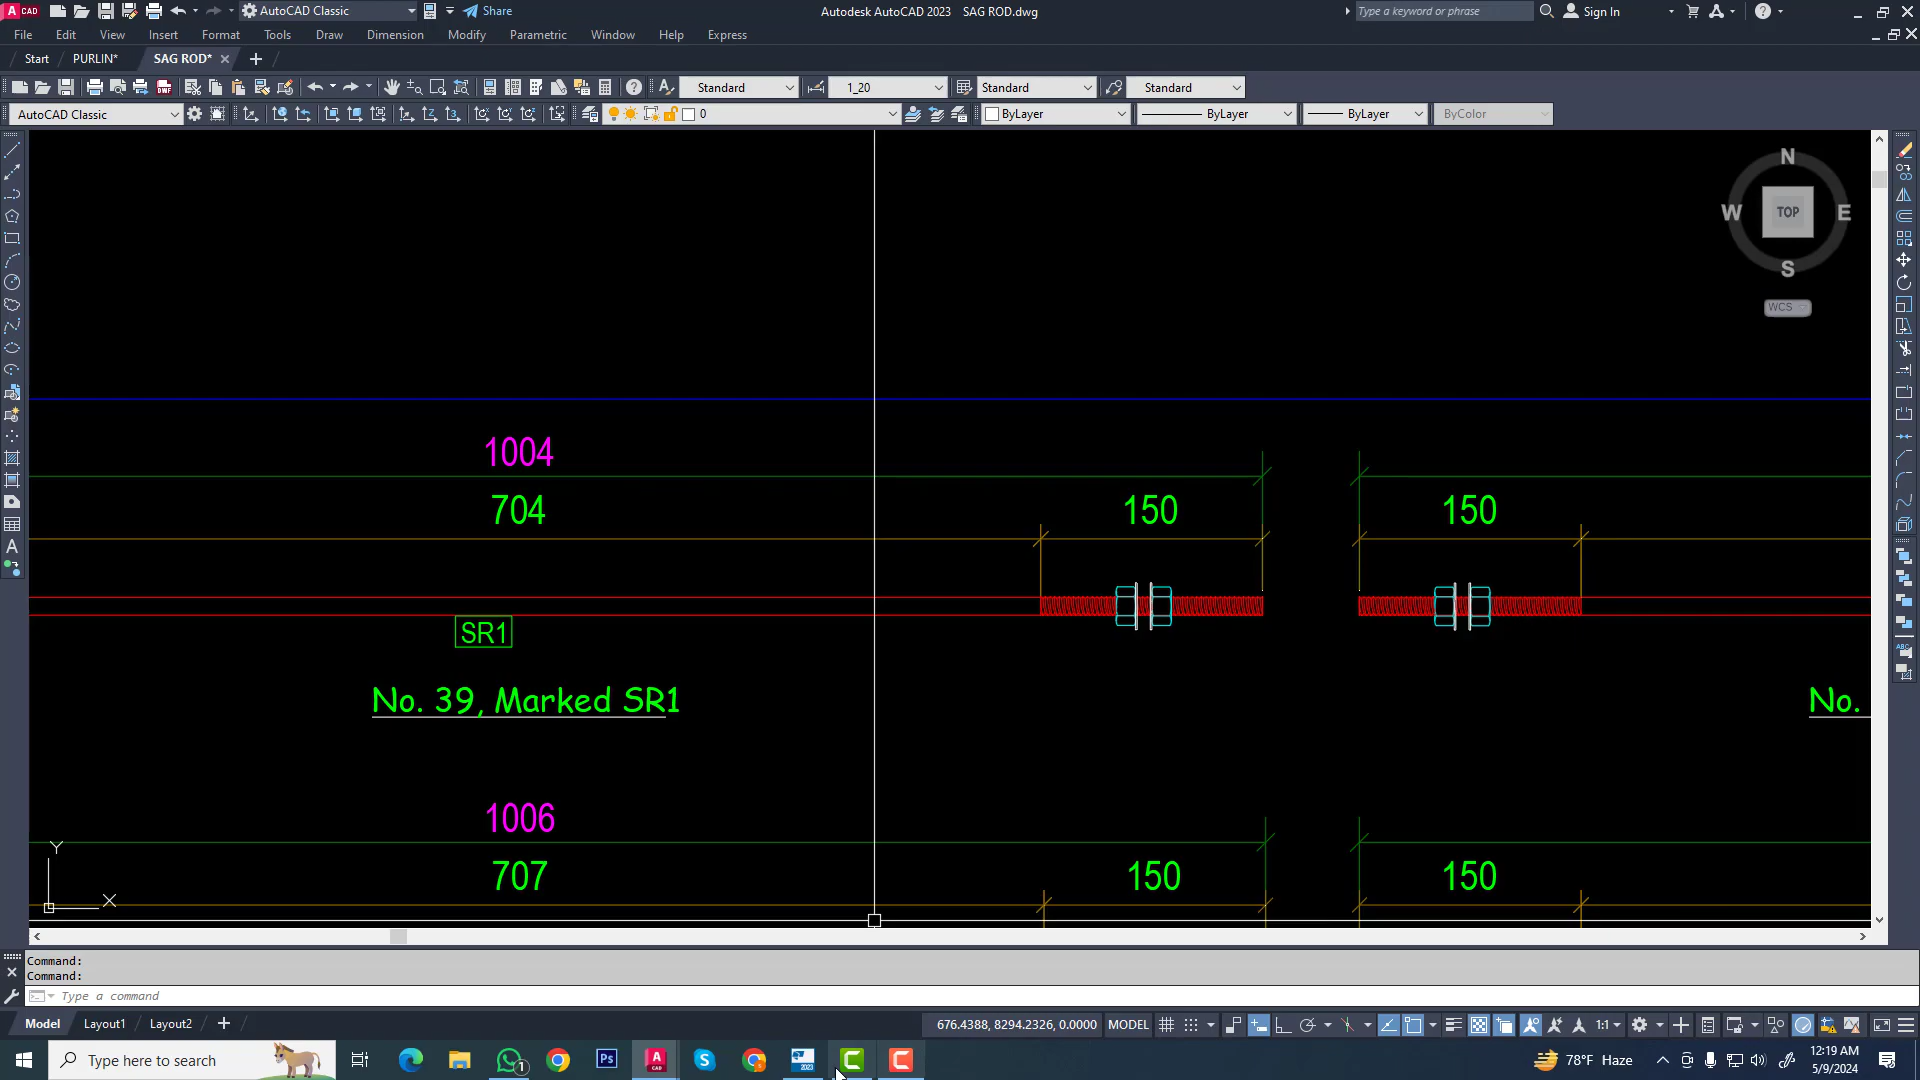 A CAD AutoCAD Classic Share Autodesk AutoCAD 2023 SAG ROD.dwg Type a keyword or phrase Sign In
File Edit View Insert Format Tools Draw Dimension Modify Parametric Window Help Express
Start PURLIN* SAG ROD*
Standard 1_20 Standard Standard
AutoCAD Classic 0 ByLayer ByLayer ByLayer ByColor
N
W TOP E
S
WCS
1004
704 150 150
SR1
No. 39, Marked SR1 No.
1006
707 150 150
Y
X
Command:
Command:
Type a command
Model Layout1 Layout2 676.4388, 8294.2326, 0.0000 MODEL 1:1
Type here to search 78°F Haze 12:19 AM
5/9/2024